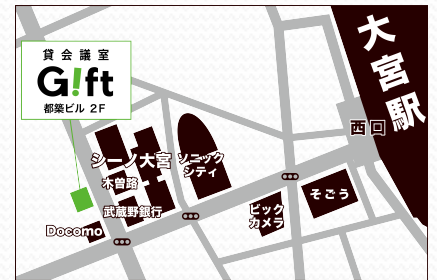 貸会議室
G!ft
都築ビル 2F
大宮駅
西口
シーノ大宮
ソニック
シティ
木曽路
武蔵野銀行
Docomo
そごう
ビック
カメラ